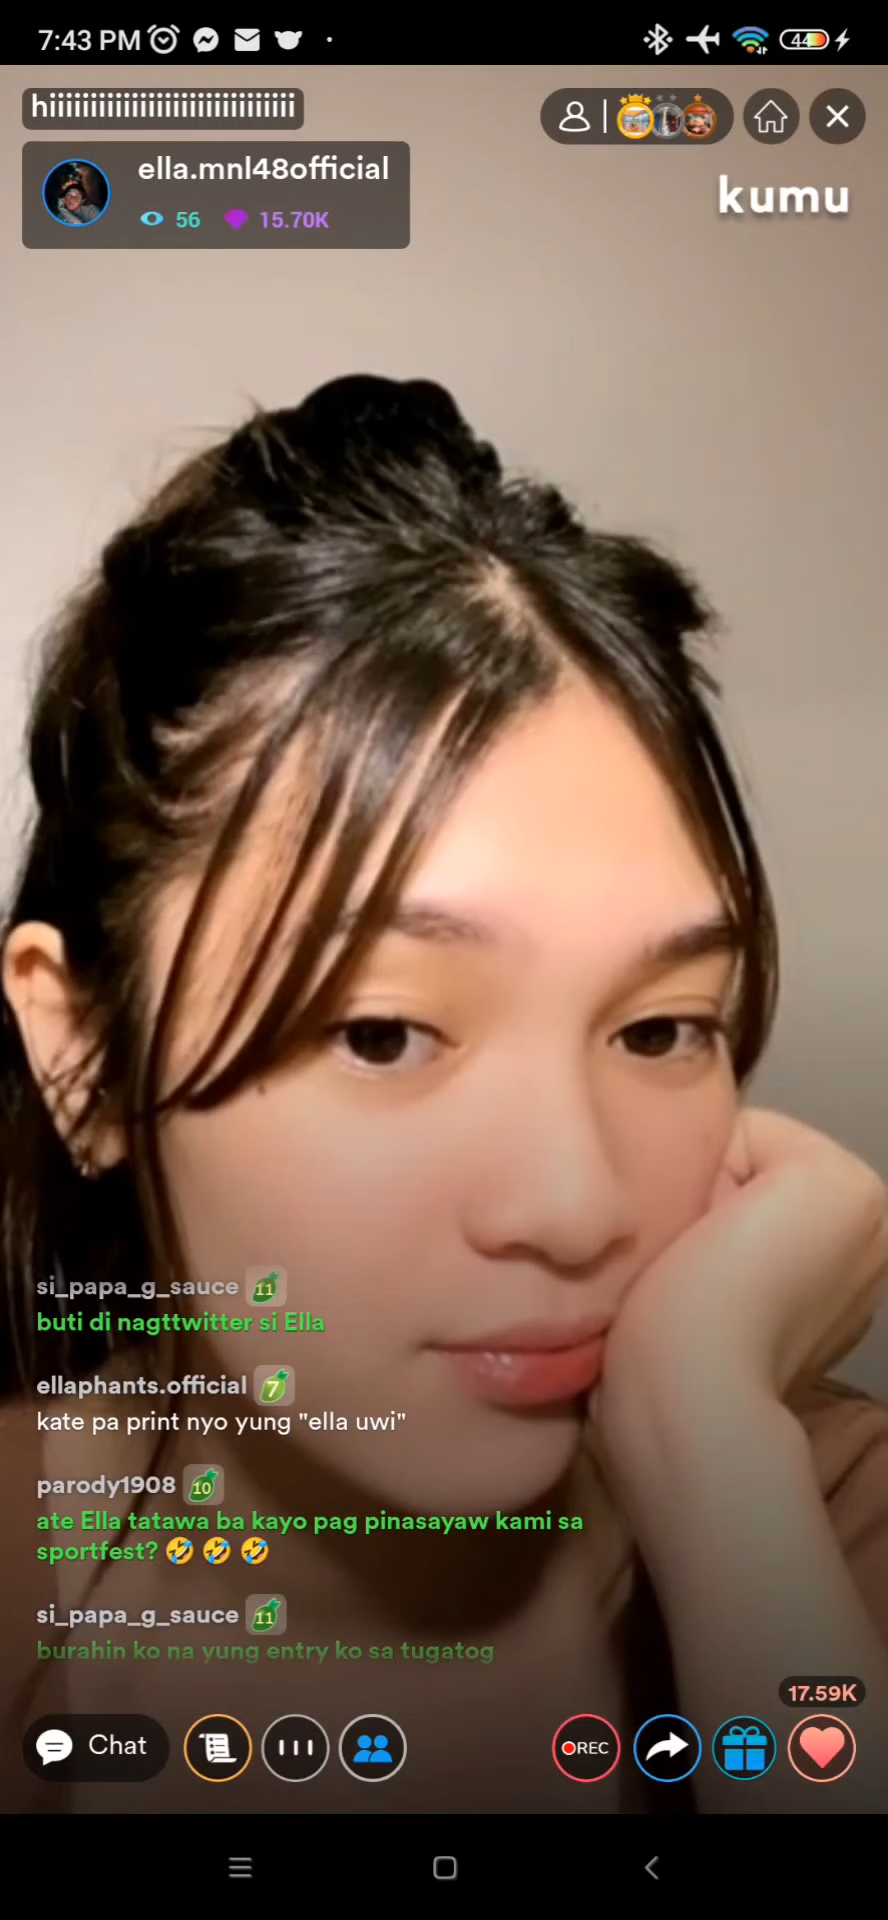 7:43 PM
44
hiiiiiiiiiiiiiiiiiiiiiiiiiiiiiii
ella.mnl48official
56 15.70K
kumu
si_papa_g_sauce 11
buti di nagttwitter si Ella
ellaphants.official 7
kate pa print nyo yung "ella uwi"
parody1908 10
ate Ella tatawa ba kayo pag pinasayaw kami sa
sportfest? 🤣 🤣 🤣
si_papa_g_sauce 11
burahin ko na yung entry ko sa tugatog
17.59K
Chat
REC